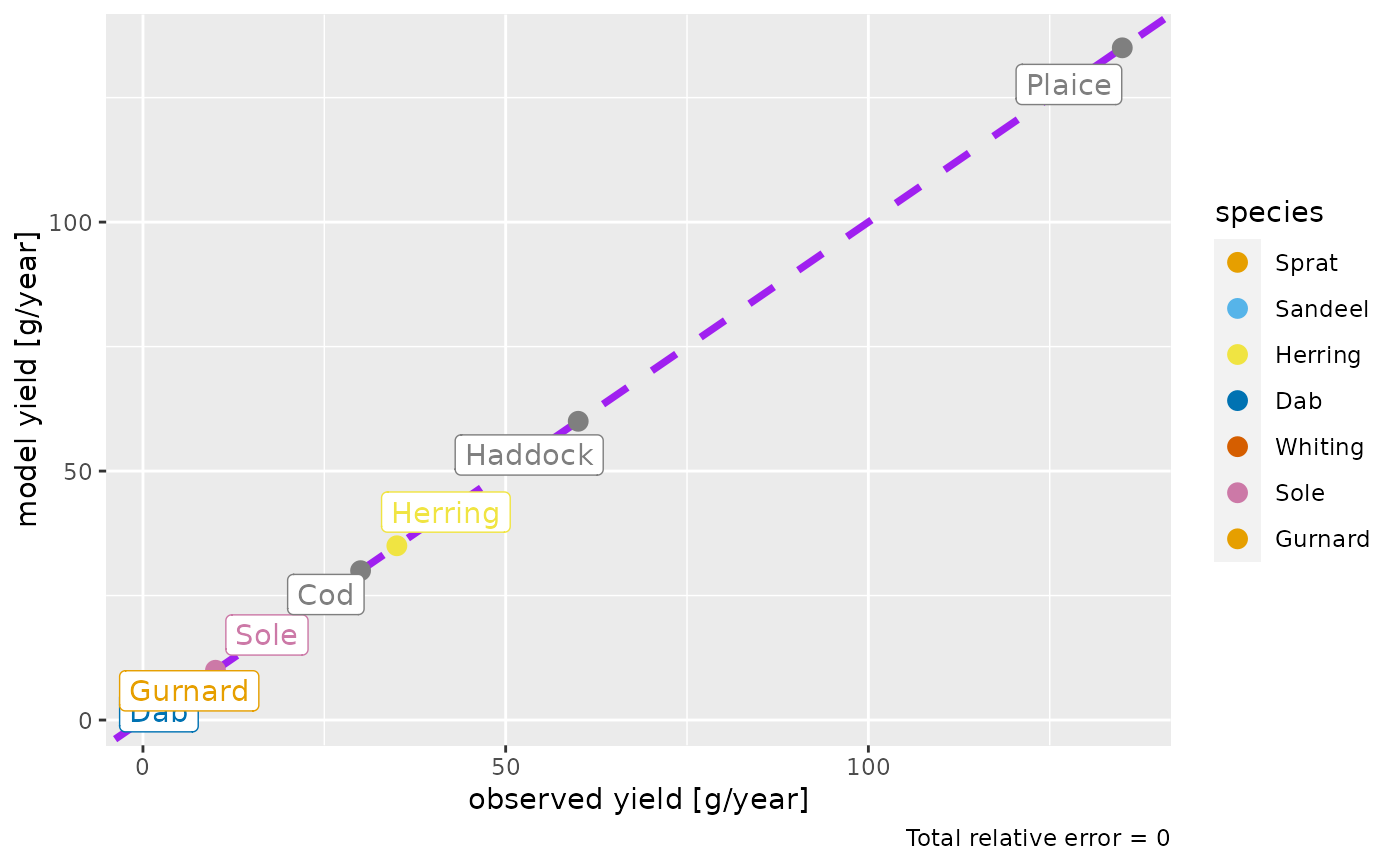 model yield [g/year]
100
50
0
Plaice
Haddock
Herring
Cod
Sole
Gurnard
Dab
0
50
100
observed yield [g/year]
Total relative error = 0
species
Sprat
Sandeel
Herring
Dab
Whiting
Sole
Gurnard